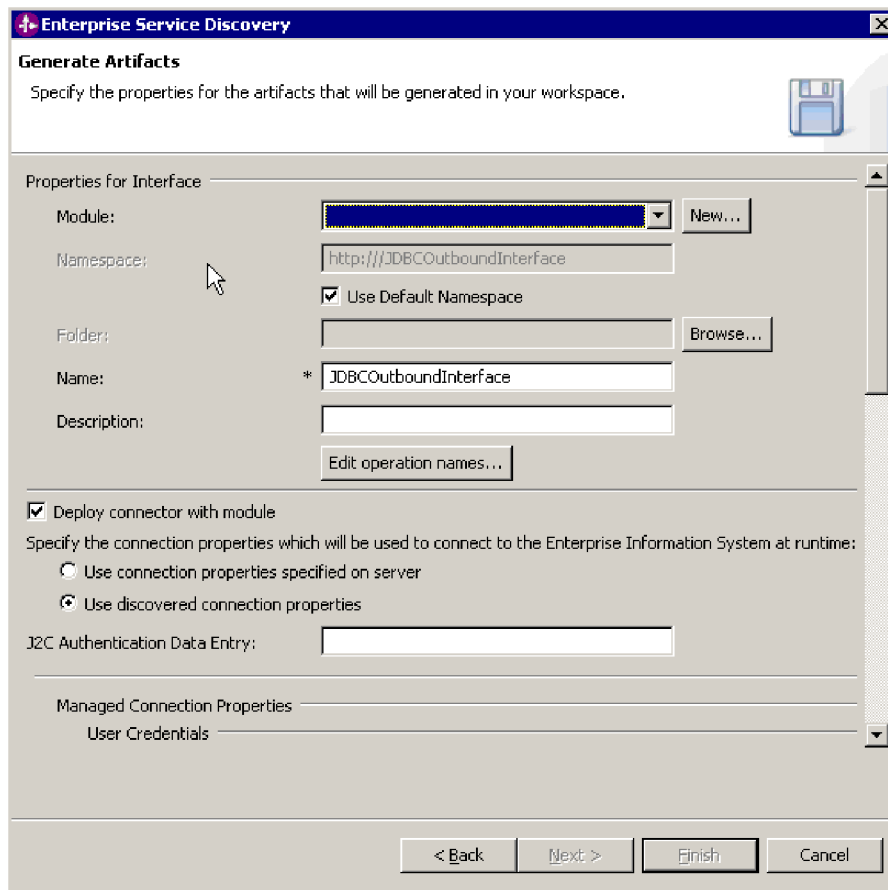 Enterprise Service Discovery
Generate Artifacts
Specify the properties for the artifacts that will be generated in your workspace.
Properties for Interface
Module:
New...
Namespace:
http:///JDBCOutboundInterface
Use Default Namespace
Folder:
Browse...
Name:
* JDBCOutboundInterface
Description:
Edit operation names...
Deploy connector with module
Specify the connection properties which will be used to connect to the Enterprise Information System at runtime:
Use connection properties specified on server
Use discovered connection properties
J2C Authentication Data Entry:
Managed Connection Properties
User Credentials
< Back
Next >
Finish
Cancel